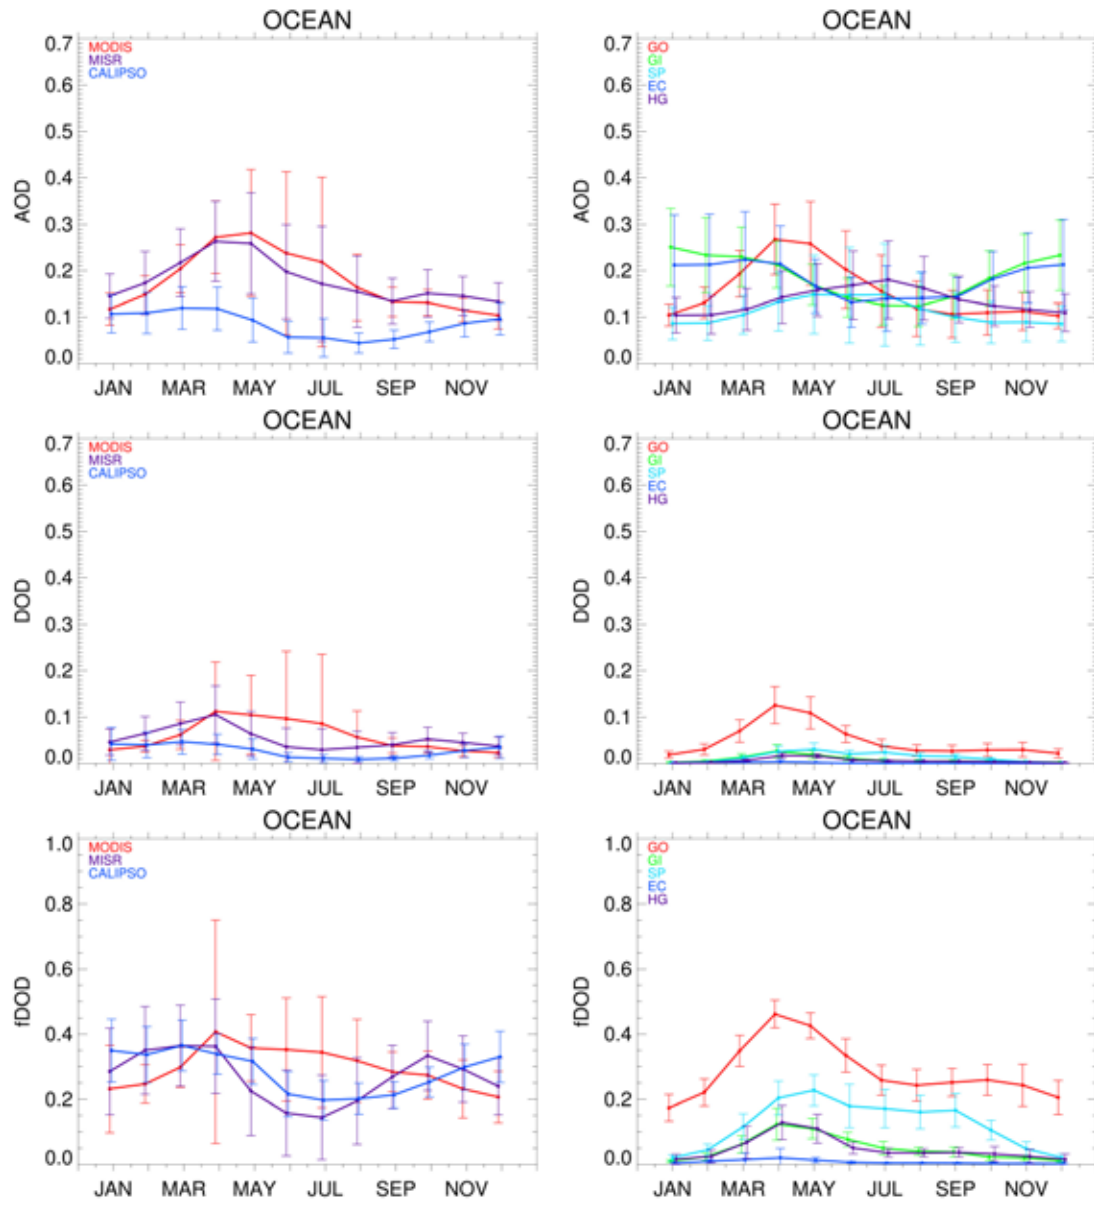 OCEAN
MODIS
MISR
CALIPSO
AOD
0.7
0.6
0.5
0.4
0.3
0.2
0.1
0.0
JAN MAR MAY JUL SEP NOV
OCEAN
GO
GI
SP
EC
HG
AOD
0.7
0.6
0.5
0.4
0.3
0.2
0.1
0.0
JAN MAR MAY JUL SEP NOV
OCEAN
MODIS
MISR
CALIPSO
DOD
0.7
0.6
0.5
0.4
0.3
0.2
0.1
0.0
JAN MAR MAY JUL SEP NOV
OCEAN
GO
GI
SP
EC
HG
DOD
0.7
0.6
0.5
0.4
0.3
0.2
0.1
0.0
JAN MAR MAY JUL SEP NOV
OCEAN
MODIS
MISR
CALIPSO
fDOD
1.0
0.8
0.6
0.4
0.2
0.0
JAN MAR MAY JUL SEP NOV
OCEAN
GO
GI
SP
EC
HG
fDOD
1.0
0.8
0.6
0.4
0.2
0.0
JAN MAR MAY JUL SEP NOV